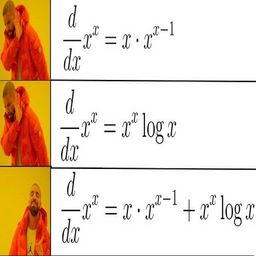 d/dx x^x = x · x^{x−1}
d/dx x^x = x^x log x
d/dx x^x = x · x^{x−1} + x^x log x